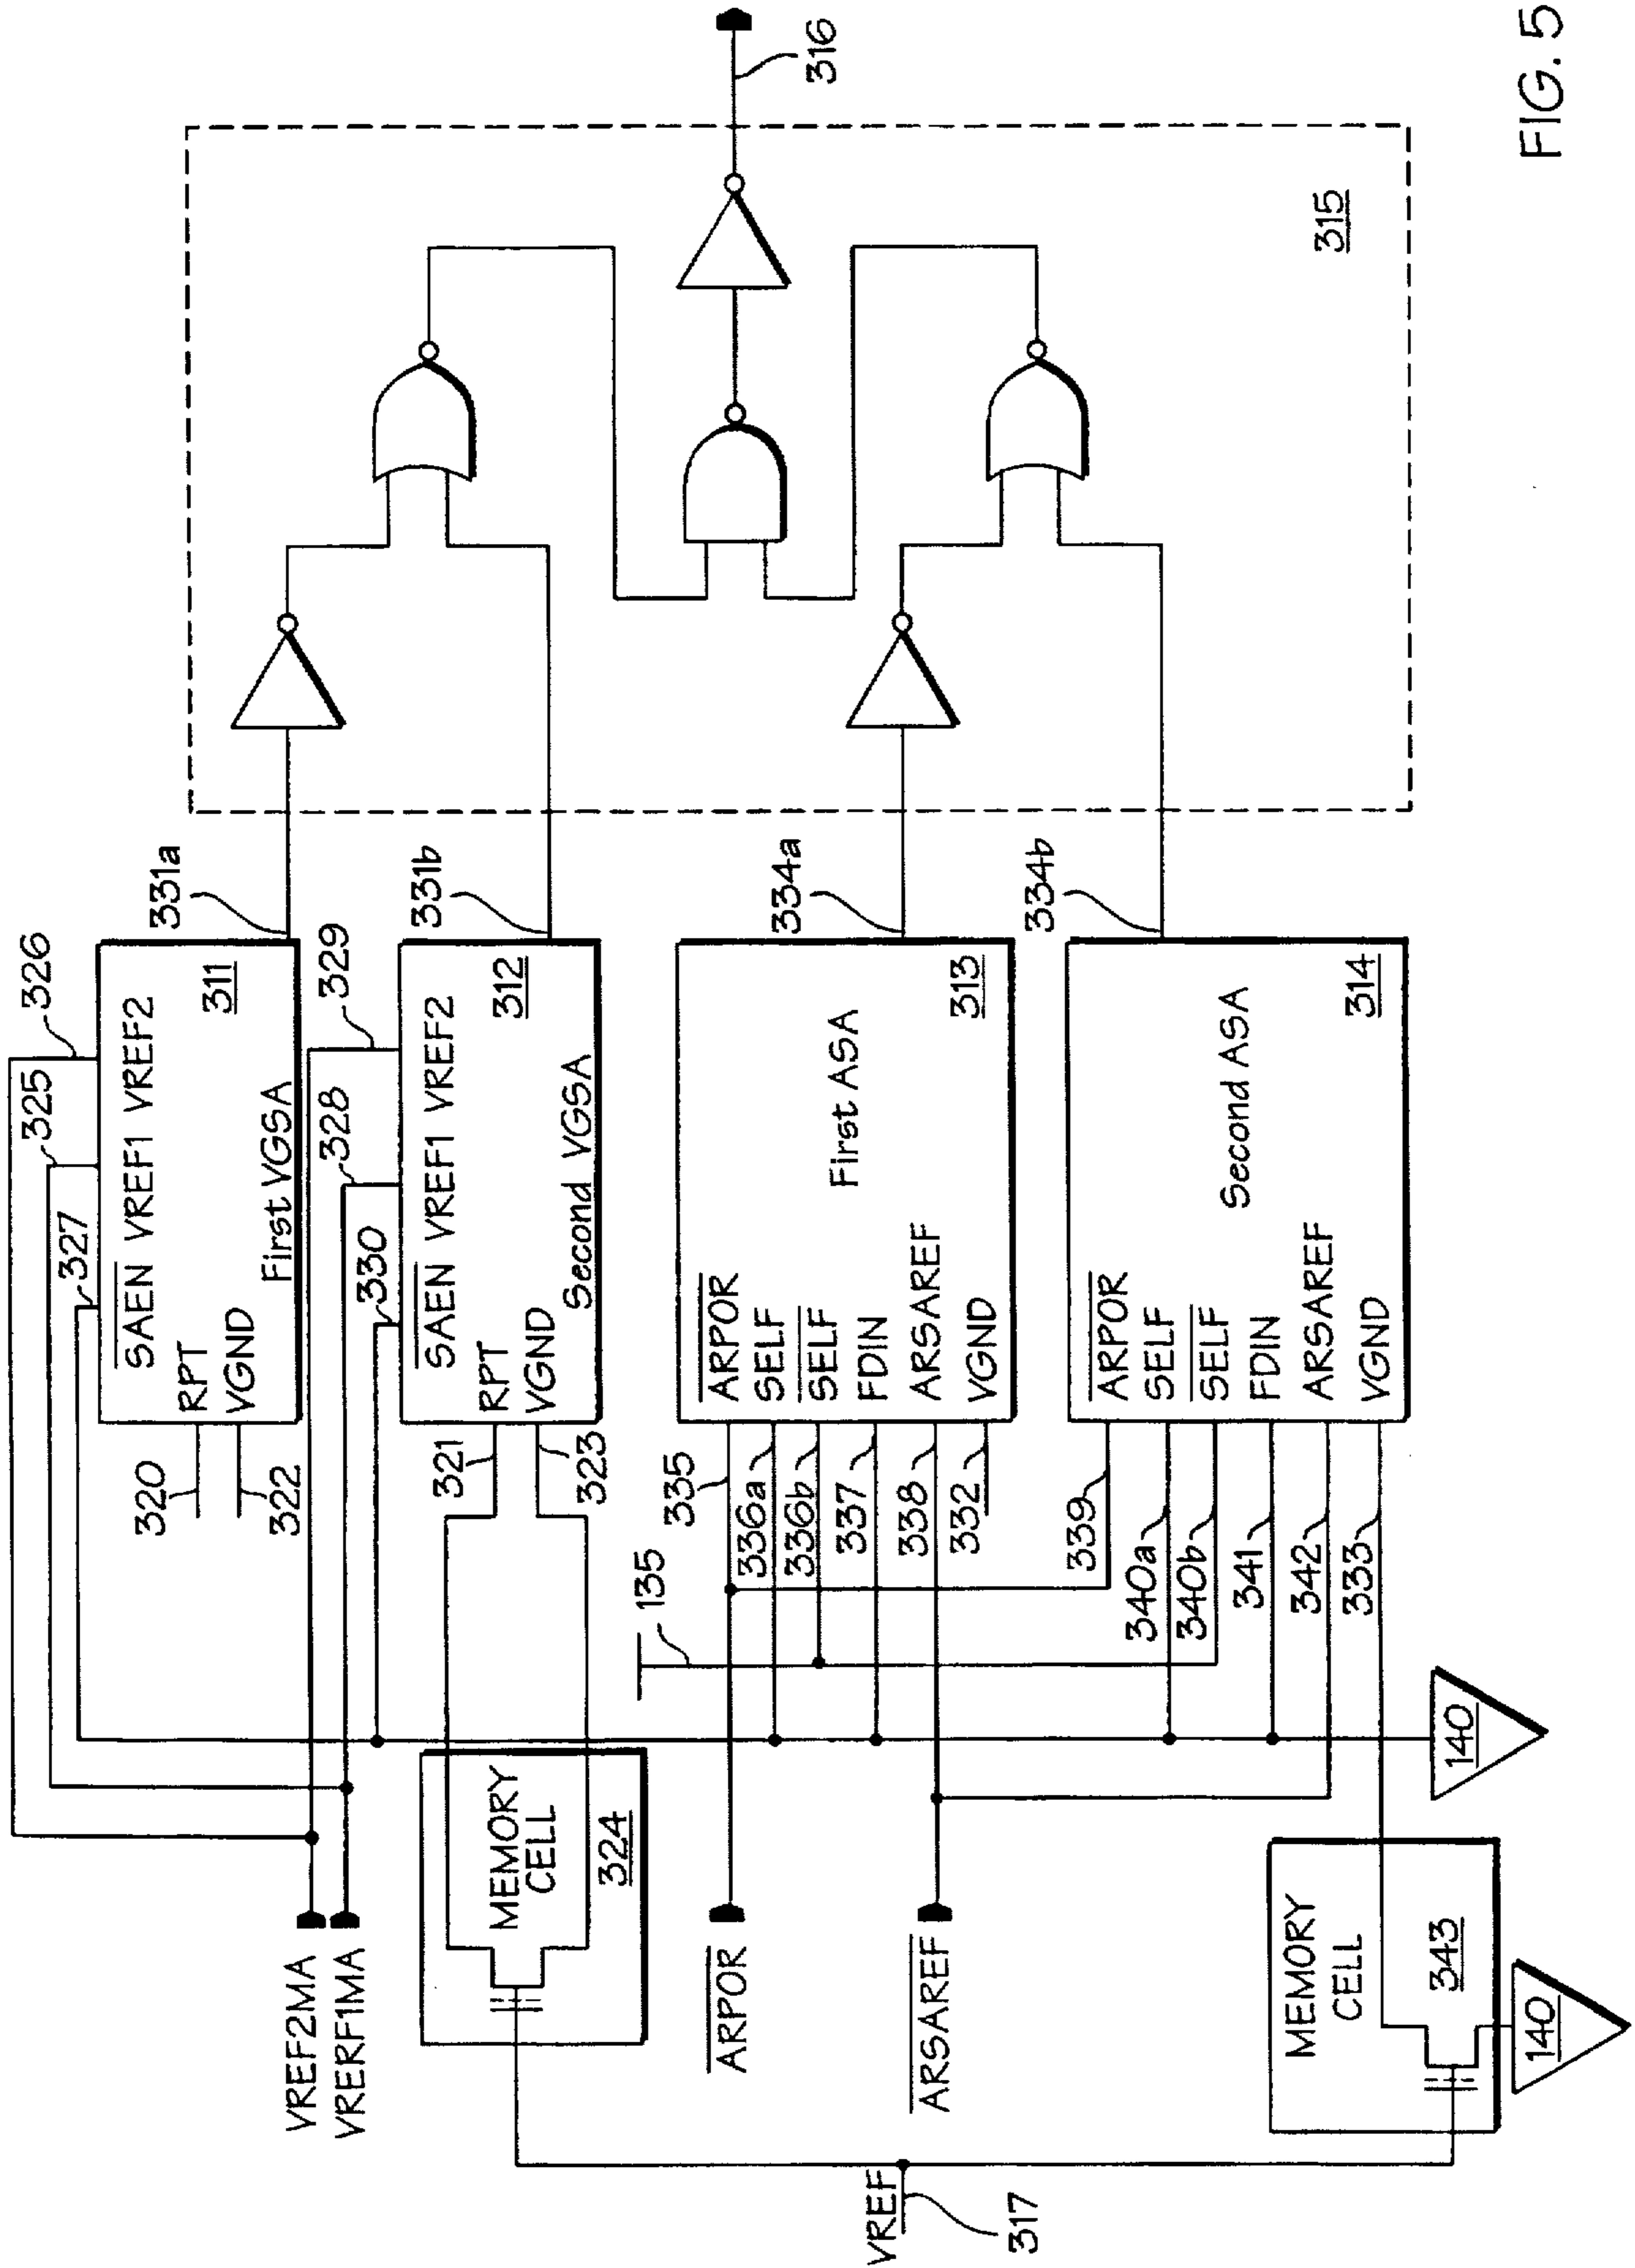 326
325
327
SAEN VREF1 VREF2
311
RPT
VGND
First VGSA
331a
320
322
329
328
330
SAEN VREF1 VREF2
312
RPT
VGND
Second VGSA
331b
321
323
VREF2MA
VRERF1MA
MEMORY
CELL
324
135
335
336a
336b
337
338
332
ARPOR
SELF
SELF
FDIN
ARSAREF
VGND
First ASA
313
334a
ARPOR
ARSAREF
339
340a
340b
341
342
333
ARPOR
SELF
SELF
FDIN
ARSAREF
VGND
Second ASA
314
334b
315
316
MEMORY
CELL
343
140
140
VREF
317
FIG. 5